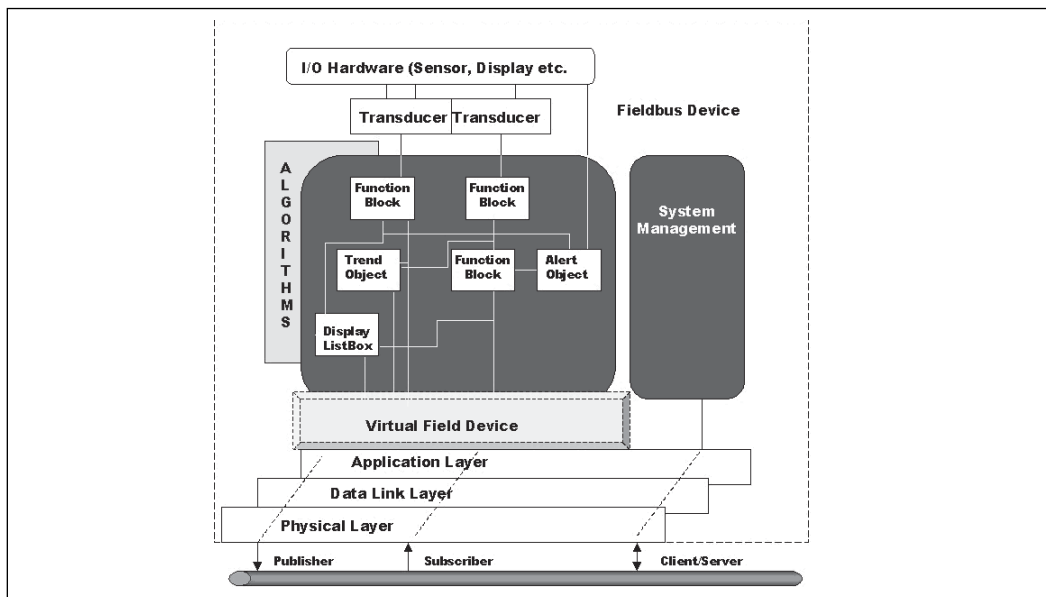 I/O Hardware (Sensor, Display etc.
Transducer
Transducer
Fieldbus Device
ALGORITHMS
Function
Block
Function
Block
System
Management
Trend
Object
Function
Block
Alert
Object
Display
ListBox
Virtual Field Device
Application Layer
Data Link Layer
Physical Layer
Publisher
Subscriber
Client/Server